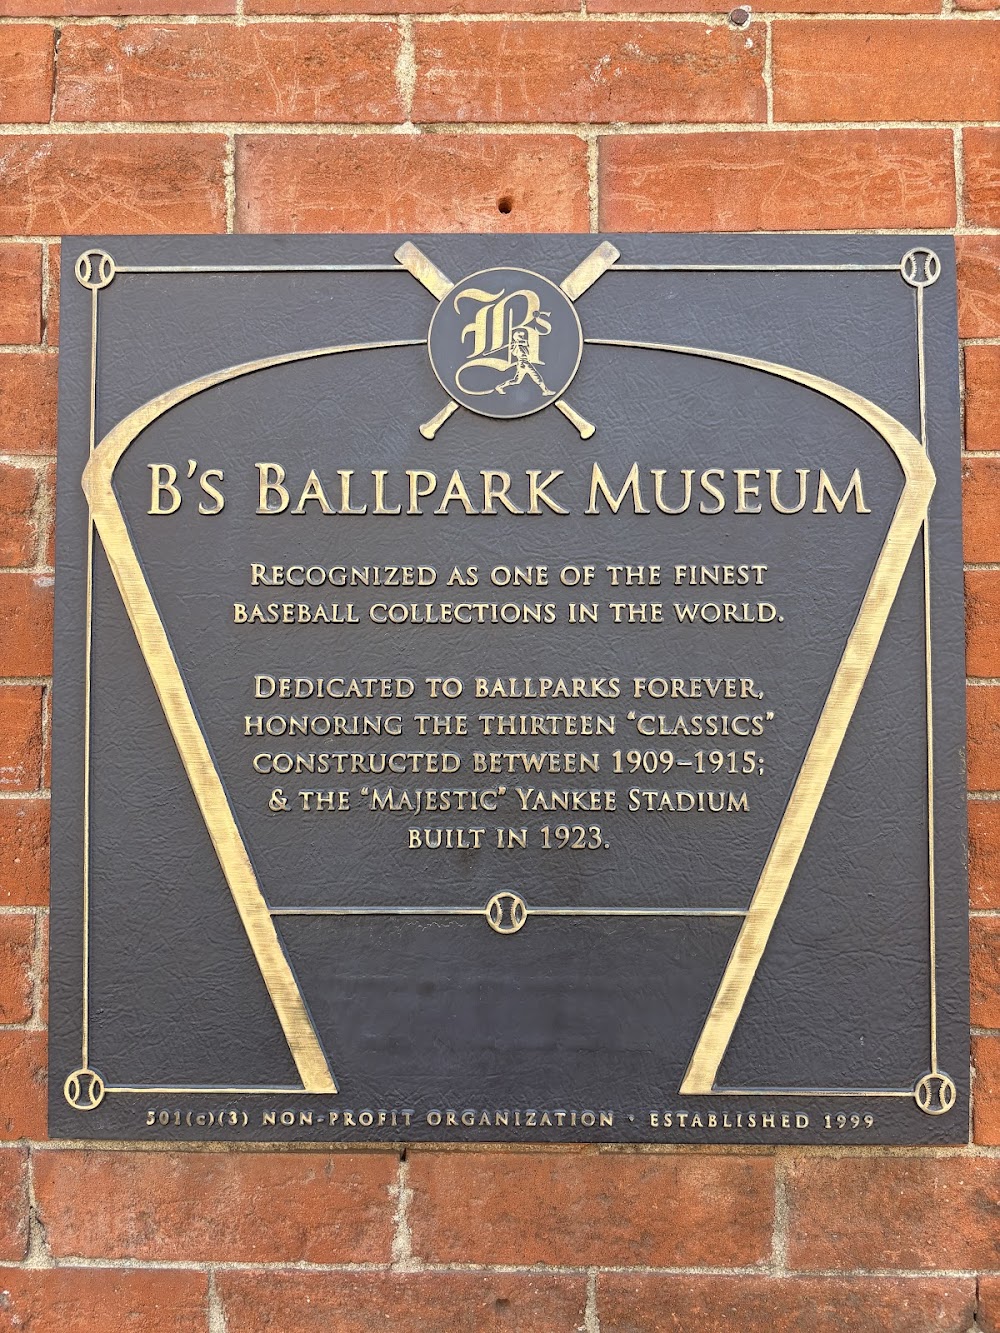 B's
B's Ballpark Museum
Recognized as one of the finest
baseball collections in the world.
Dedicated to ballparks forever,
honoring the thirteen "classics"
constructed between 1909–1915;
& the "Majestic" Yankee Stadium
built in 1923.
501(c)(3) NON-PROFIT ORGANIZATION · ESTABLISHED 1999